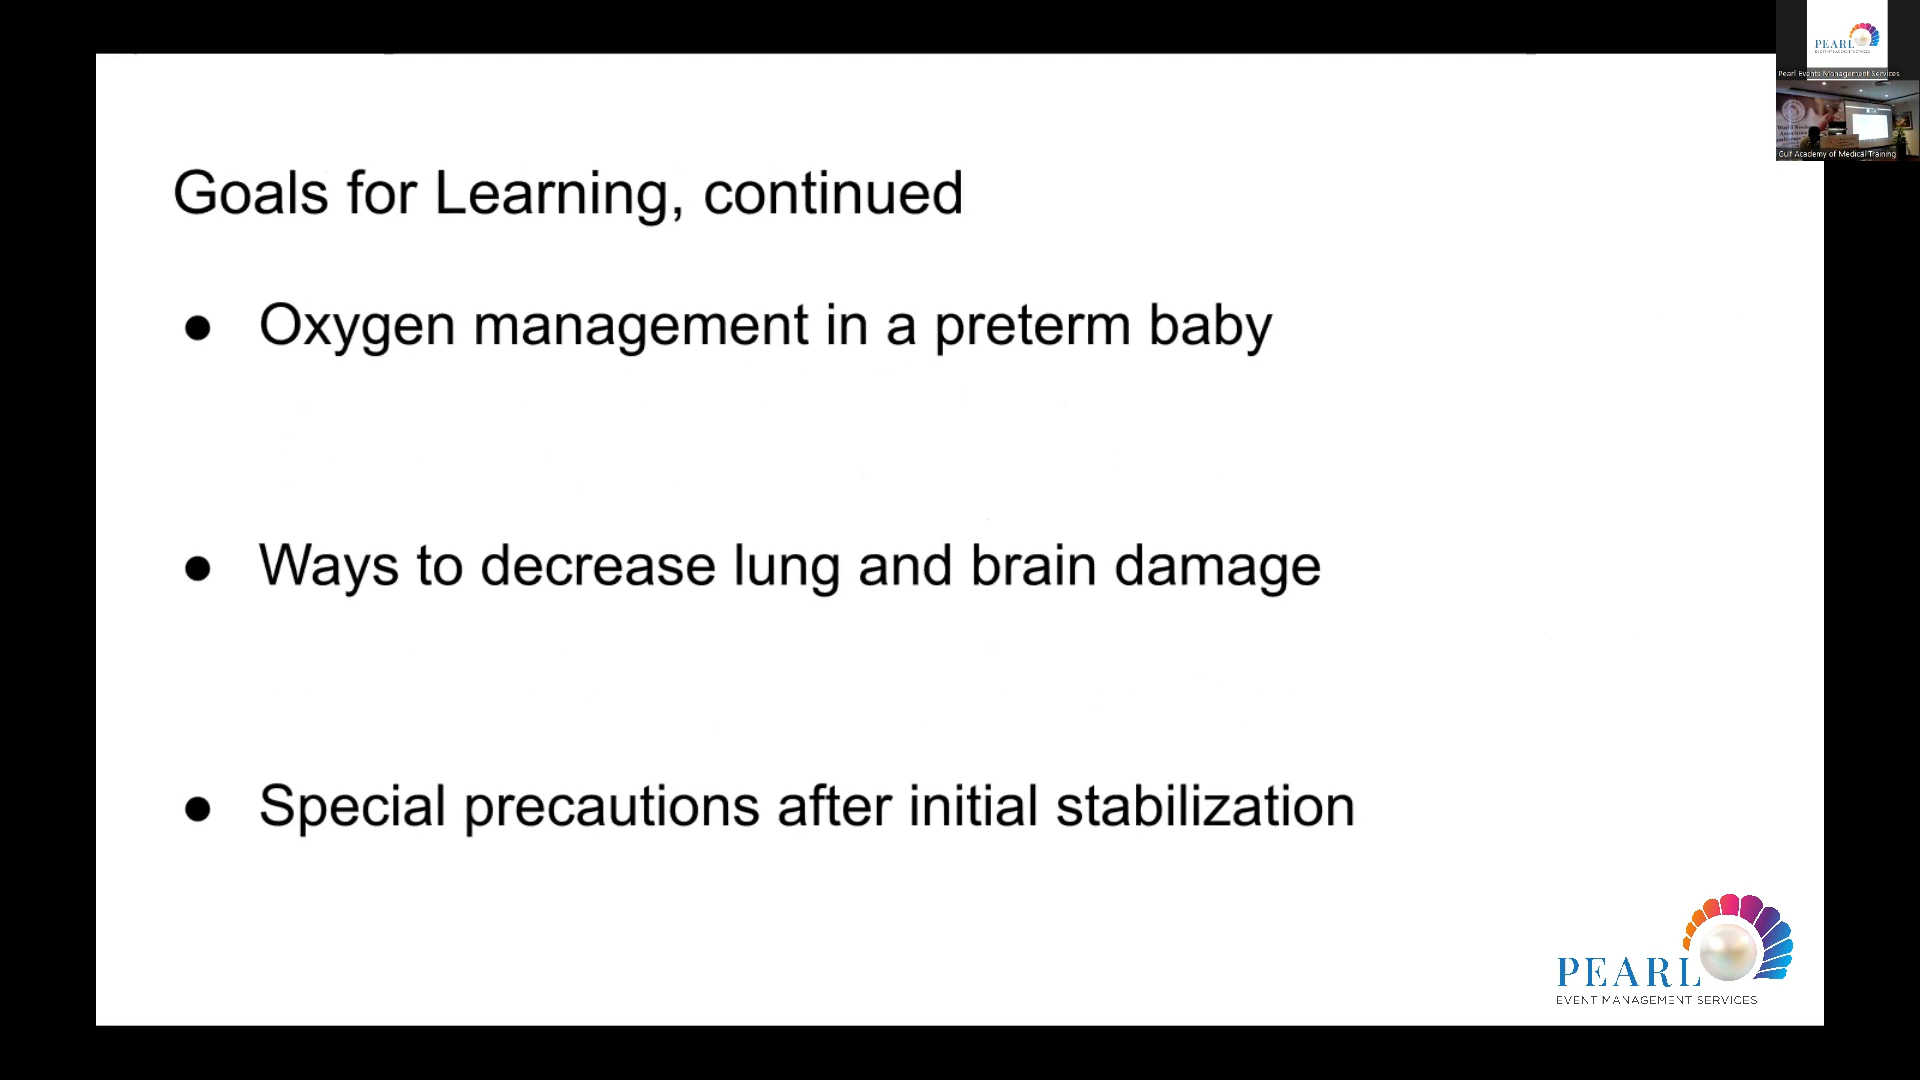 Goals for Learning, continued
● Oxygen management in a preterm baby
● Ways to decrease lung and brain damage
● Special precautions after initial stabilization
PEARL
EVENT MANAGEMENT SERVICES
PEARL
Pearl Events Management Services
Gulf Academy of Medical Training